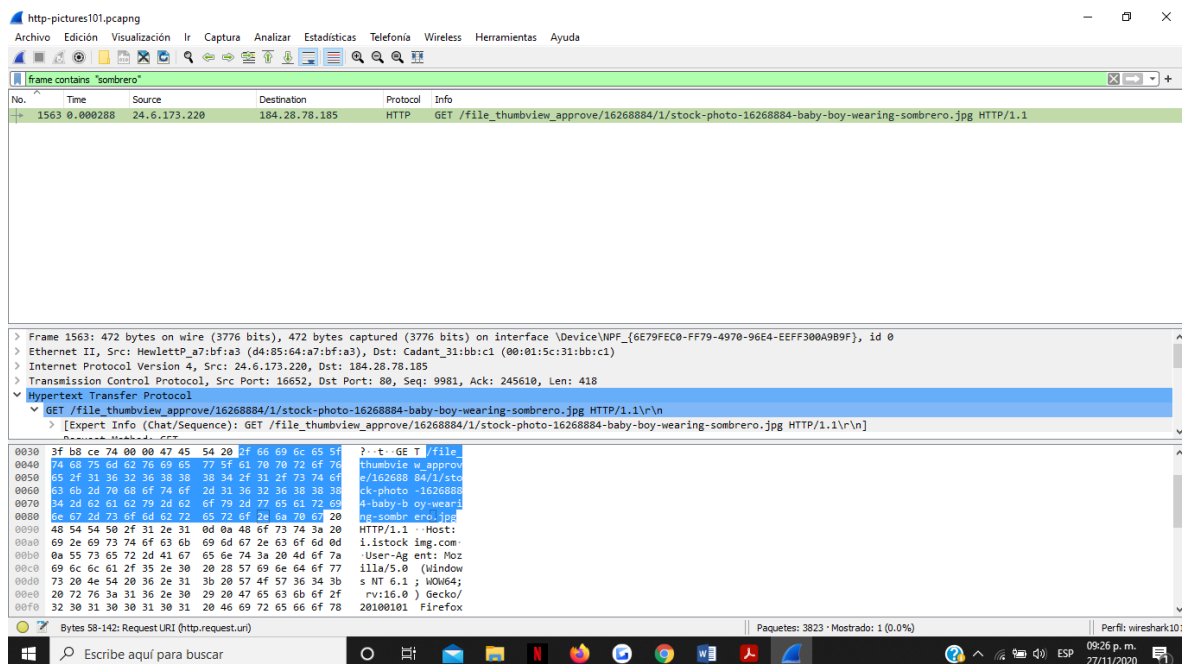 http-pictures101.pcapng
Archivo Edición Visualización Ir Captura Analizar Estadísticas Telefonía Wireless Herramientas Ayuda
frame contains "sombrero"
No. Time Source Destination Protocol Info
1563 0.000288 24.6.173.220 184.28.78.185 HTTP GET /file_thumbview_approve/16268884/1/stock-photo-16268884-baby-boy-wearing-sombrero.jpg HTTP/1.1
Frame 1563: 472 bytes on wire (3776 bits), 472 bytes captured (3776 bits) on interface \Device\NPF_{6E79FEC0-FF79-4970-96E4-EEFF300A9B9F}, id 0
Ethernet II, Src: HewlettP_a7:bf:a3 (d4:85:64:a7:bf:a3), Dst: Cadant_31:bb:c1 (00:01:5c:31:bb:c1)
Internet Protocol Version 4, Src: 24.6.173.220, Dst: 184.28.78.185
Transmission Control Protocol, Src Port: 16652, Dst Port: 80, Seq: 9981, Ack: 245610, Len: 418
Hypertext Transfer Protocol
GET /file_thumbview_approve/16268884/1/stock-photo-16268884-baby-boy-wearing-sombrero.jpg HTTP/1.1\r\n
[Expert Info (Chat/Sequence): GET /file_thumbview_approve/16268884/1/stock-photo-16268884-baby-boy-wearing-sombrero.jpg HTTP/1.1\r\n]
0030 3f b8 ce 74 00 00 47 45 54 20 2f 66 69 6c 65 5f ?··t··GET /file_
0040 74 68 75 6d 62 76 69 65 77 5f 61 70 70 72 6f 76 thumbvie w_approv
0050 65 2f 31 36 32 36 38 38 38 34 2f 31 2f 73 74 6f e/162688 84/1/sto
0060 63 6b 2d 70 68 6f 74 6f 2d 31 36 32 36 38 38 38 ck-photo -1626888
0070 34 2d 62 61 62 79 2d 62 6f 79 2d 77 65 61 72 69 4-baby-b oy-weari
0080 6e 67 2d 73 6f 6d 62 72 65 72 6f 2e 6a 70 67 20 ng-sombr ero.jpg
0090 48 54 54 50 2f 31 2e 31 0d 0a 48 6f 73 74 3a 20 HTTP/1.1 ··Host:
00a0 69 2e 69 73 74 6f 63 6b 69 6d 67 2e 63 6f 6d 0d i.istock img.com·
00b0 0a 55 73 65 72 2d 41 67 65 6e 74 3a 20 4d 6f 7a ·User-Ag ent: Moz
00c0 69 6c 6c 61 2f 35 2e 30 20 28 57 69 6e 64 6f 77 illa/5.0 (Window
00d0 73 20 4e 54 20 36 2e 31 3b 20 57 4f 57 36 34 3b s NT 6.1 ; WOW64;
00e0 20 72 76 3a 31 36 2e 30 29 20 47 65 63 6b 6f 2f rv:16.0 ) Gecko/
00f0 32 30 31 30 30 31 30 31 20 46 69 72 65 66 6f 78 20100101 Firefox
Bytes 58-142: Request URI (http.request.uri) Paquetes: 3823 · Mostrado: 1 (0.0%) Perfil: wireshark10
Escribe aquí para buscar ESP 09:26 p. m.
27/11/2020